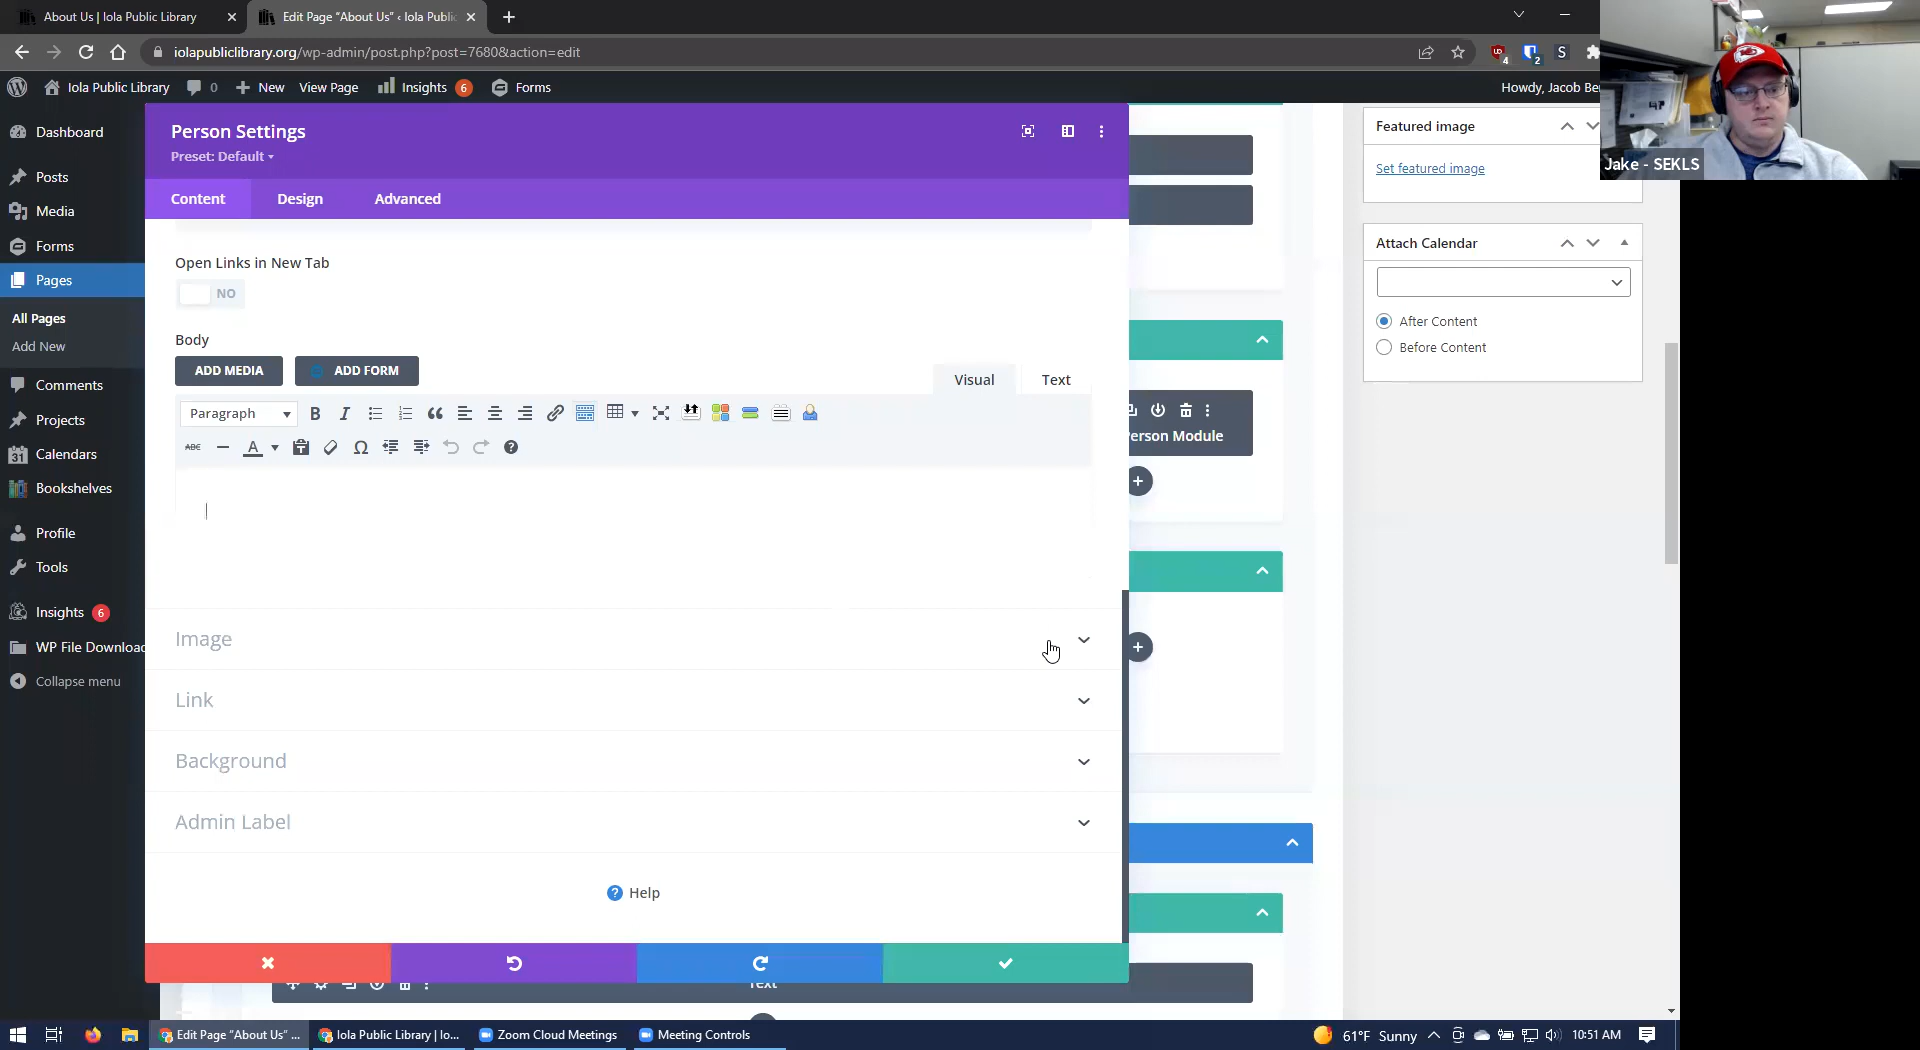 About Us | Iola Public Library
Edit Page “About Us” ‹ Iola Public
iolapubliclibrary.org/wp-admin/post.php?post=7680&action=edit
4
2
S
Iola Public Library
0
New
View Page
Insights
6
Forms
Howdy, Jacob Be
Dashboard
Posts
Media
Forms
Pages
All Pages
Add New
Comments
Projects
31
Calendars
Bookshelves
Profile
Tools
Insights
6
WP File Download
Collapse menu
Person Settings
Preset: Default
Content
Design
Advanced
Open Links in New Tab
NO
Body
ADD MEDIA
ADD FORM
Visual
Text
Paragraph
B
I
ABC
A
Ω
Image
Link
Background
Admin Label
Help
erson Module
Text
Featured image
Set featured image
Attach Calendar
After Content
Before Content
Jake - SEKLS
Edit Page “About Us” ...
Iola Public Library | Io...
Zoom Cloud Meetings
Meeting Controls
61°F Sunny
10:51 AM